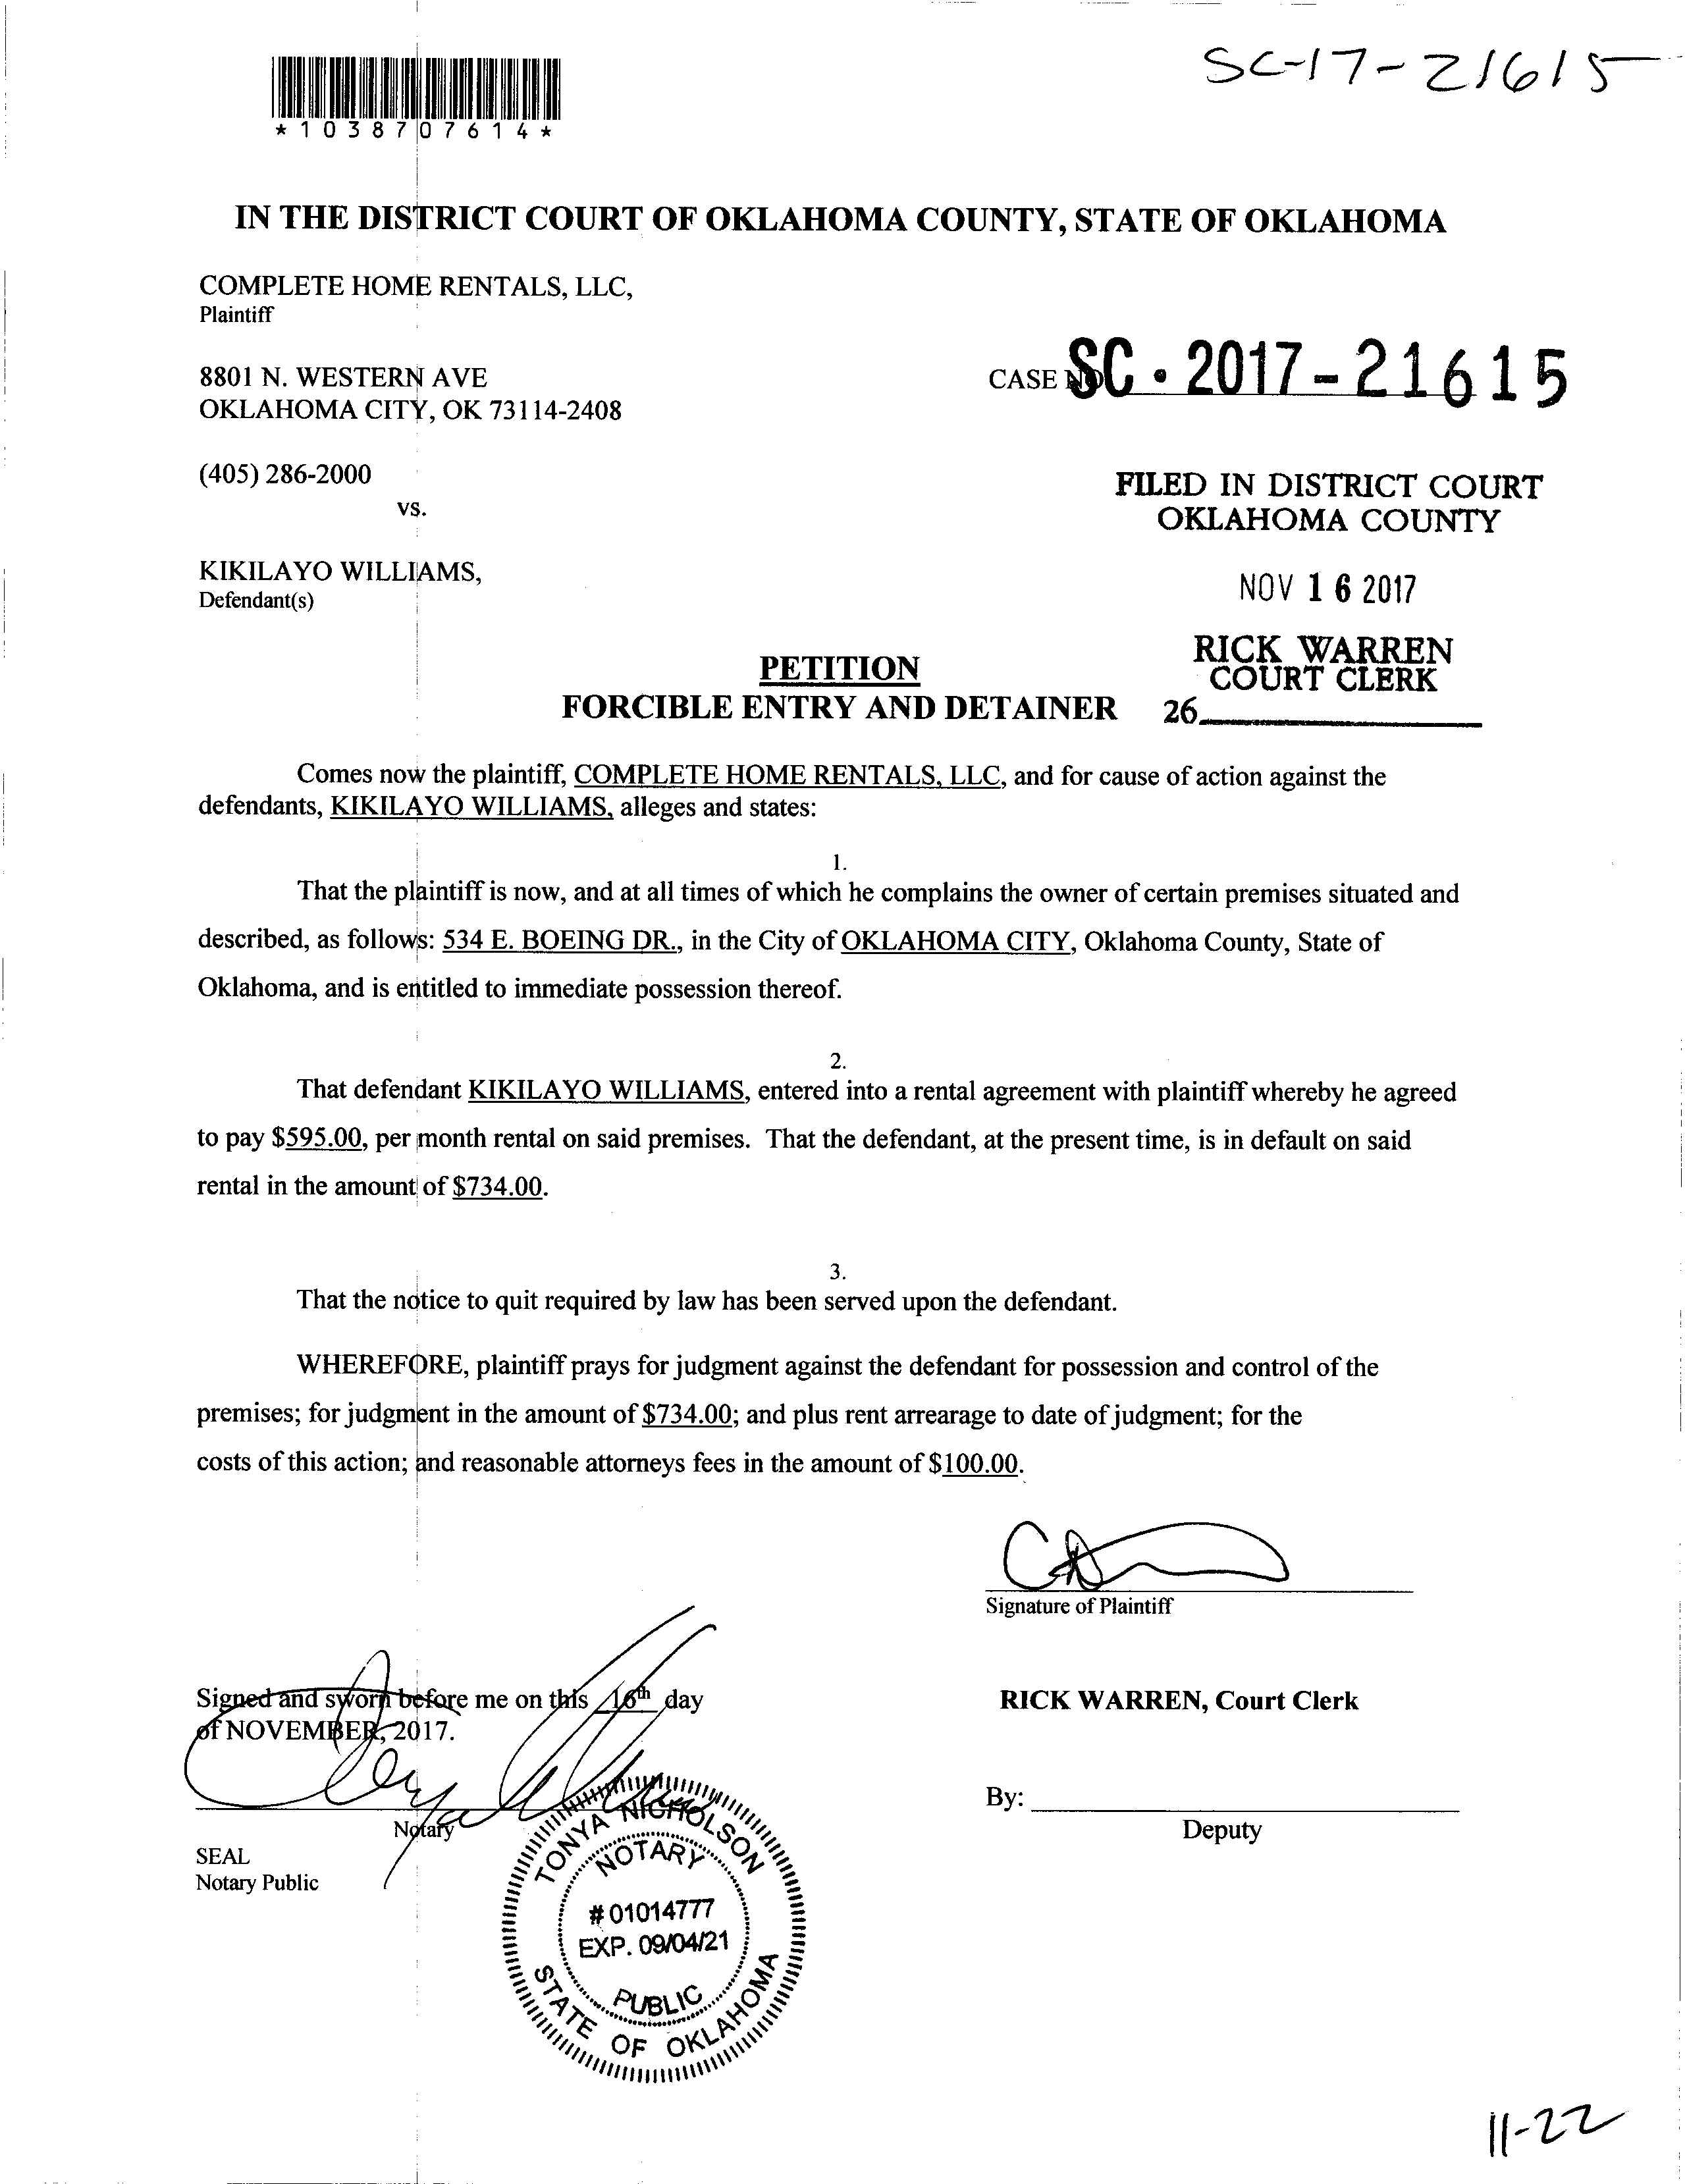 SC-17-21615
*1038707614*
IN THE DISTRICT COURT OF OKLAHOMA COUNTY, STATE OF OKLAHOMA
COMPLETE HOME RENTALS, LLC,
Plaintiff
8801 N. WESTERN AVE
OKLAHOMA CITY, OK 73114-2408
CASE NO SC - 2017-21615
(405) 286-2000
vs.
FILED IN DISTRICT COURT
OKLAHOMA COUNTY
KIKILAYO WILLIAMS,
Defendant(s)
NOV 16 2017
RICK WARREN
COURT CLERK
26
PETITION
FORCIBLE ENTRY AND DETAINER
Comes now the plaintiff, COMPLETE HOME RENTALS, LLC, and for cause of action against the
defendants, KIKILAYO WILLIAMS, alleges and states:
1.
That the plaintiff is now, and at all times of which he complains the owner of certain premises situated and
described, as follows: 534 E. BOEING DR., in the City of OKLAHOMA CITY, Oklahoma County, State of
Oklahoma, and is entitled to immediate possession thereof.
2.
That defendant KIKILAYO WILLIAMS, entered into a rental agreement with plaintiff whereby he agreed
to pay $595.00, per month rental on said premises. That the defendant, at the present time, is in default on said
rental in the amount of $734.00.
3.
That the notice to quit required by law has been served upon the defendant.
WHEREFORE, plaintiff prays for judgment against the defendant for possession and control of the
premises; for judgment in the amount of $734.00; and plus rent arrearage to date of judgment; for the
costs of this action; and reasonable attorneys fees in the amount of $100.00.
Signature of Plaintiff
Signed and sworn before me on this 16th day
of NOVEMBER, 2017.
RICK WARREN, Court Clerk
Notary
SEAL
Notary Public
By:
Deputy
TONYA NICHOLSON
NOTARY
#01014777
EXP. 09/04/21
PUBLIC
STATE OF OKLAHOMA
11-22